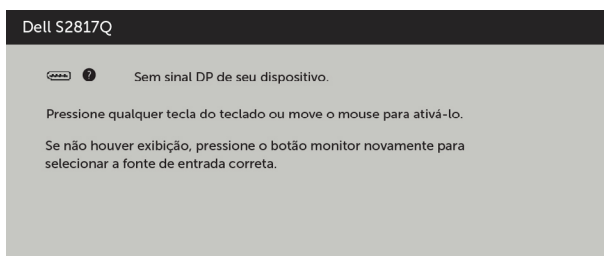 Dell S2817Q
? Sem sinal DP de seu dispositivo.
Pressione qualquer tecla do teclado ou move o mouse para ativá-lo.
Se não houver exibição, pressione o botão monitor novamente para
selecionar a fonte de entrada correta.